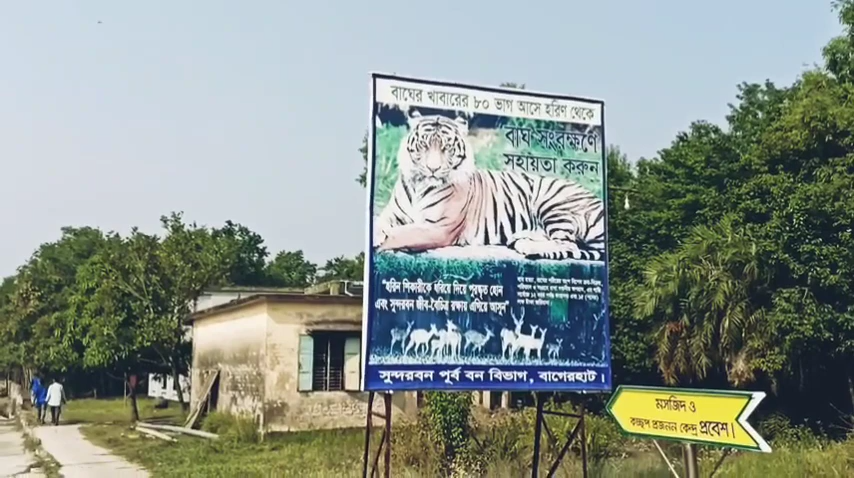 বাঘের খাবারের ৮০ ভাগ আসে হরিণ থেকে
বাঘ সংরক্ষণে
সহায়তা করুন
"হরিন শিকারীকে ধরিয়ে দিয়ে পুরষ্কৃত হোন
এবং সুন্দরবন জীব-বৈচিত্র রক্ষায় এগিয়ে আসুন"
সুন্দরবন পূর্ব বন বিভাগ, বাগেরহাট।
মসজিদ ও
কচ্ছপ প্রজনন কেন্দ্র প্রবেশ।